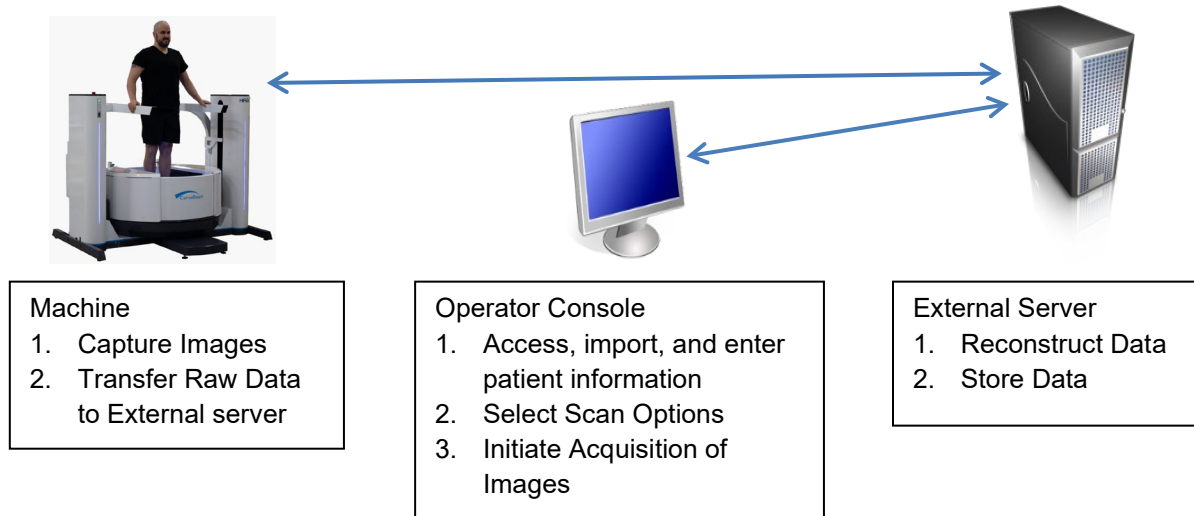 Machine
1. Capture Images
2. Transfer Raw Data
to External server
Operator Console
1. Access, import, and enter
patient information
2. Select Scan Options
3. Initiate Acquisition of
Images
External Server
1. Reconstruct Data
2. Store Data